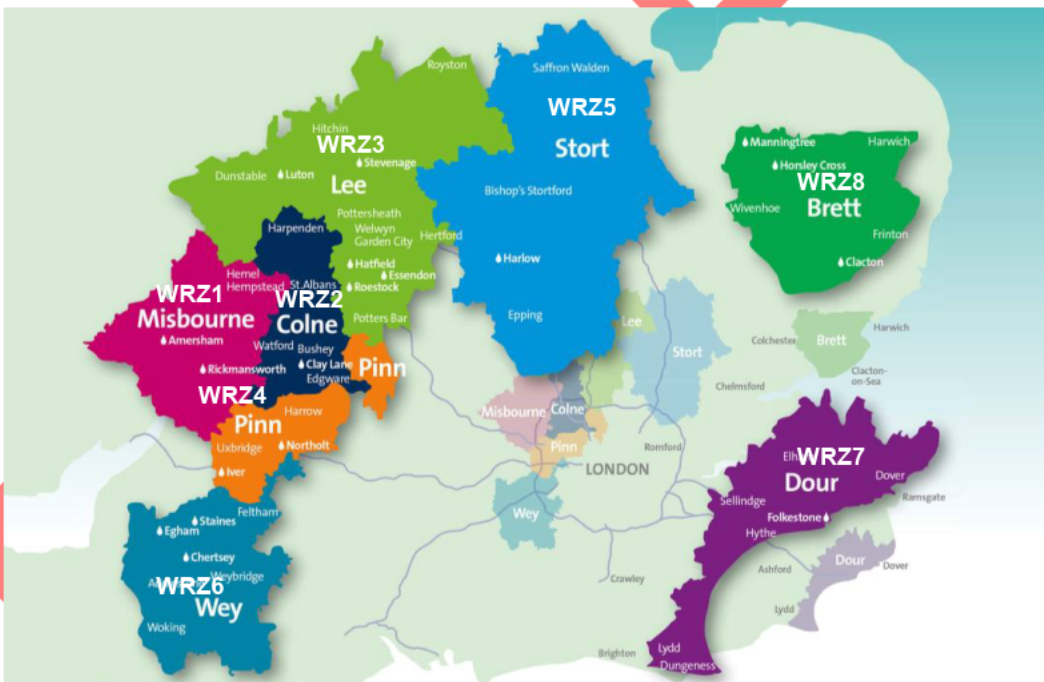 Royston
Saffron Walden
WRZ5
Stort
Hitchin
WRZ3
Stevenage
Dunstable
Luton
Lee
Manningtree
Harwich
Horsley Cross
WRZ8
Brett
Wivenhoe
Frinton
Clacton
Bishop's Stortford
Pottersheath
Welwyn
Garden City
Hertford
Harpenden
Hatfield
Essendon
Roestock
Harlow
Hemel
Hempstead
St.Albans
WRZ1
Misbourne
WRZ2
Colne
Potters Bar
Epping
Amersham
Watford
Bushey
Clay Lane
Edgware
Rickmansworth
Pinn
WRZ4
Pinn
Harrow
Uxbridge
Northolt
Iver
Lee
Stort
Colchester
Brett
Harwich
Clacton-
on-Sea
Chelmsford
Misbourne
Colne
Pinn
Romford
LONDON
Wey
WRZ7
Dour
Dover
Sellindge
Ramsgate
Folkestone
Hythe
Feltham
Staines
Egham
Chertsey
Weybridge
WRZ6
Wey
Woking
Crawley
Ashford
Dour
Dover
Lydd
Brighton
Lydd
Dungeness